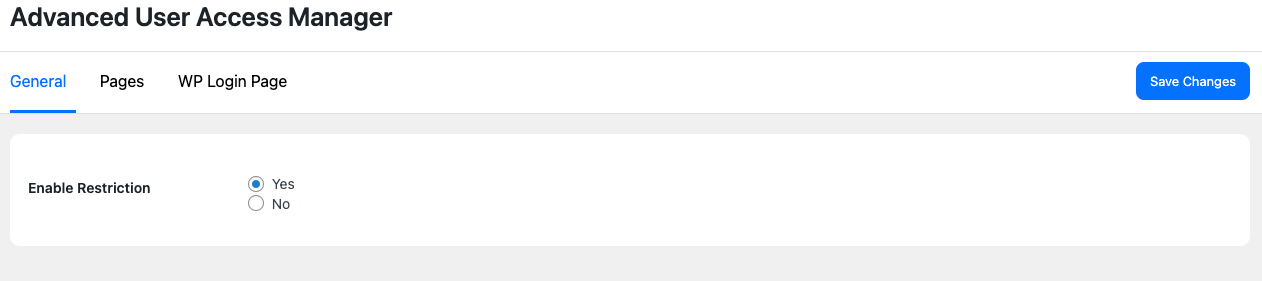 Advanced User Access Manager
General Pages WP Login Page Save Changes
Enable Restriction Yes
No